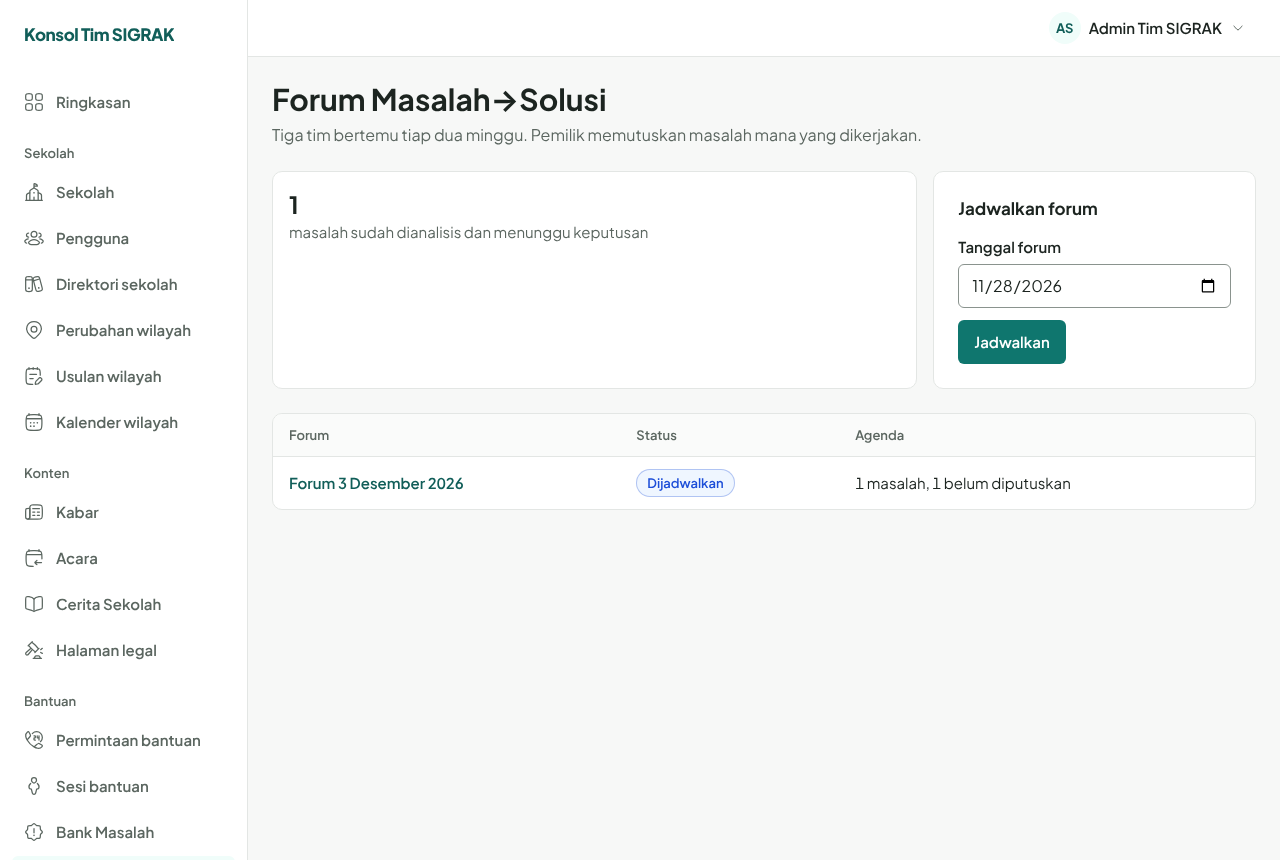 Konsol Tim SIGRAK
AS Admin Tim SIGRAK
Ringkasan
Sekolah
Sekolah
Pengguna
Direktori sekolah
Perubahan wilayah
Usulan wilayah
Kalender wilayah
Konten
Kabar
Acara
Cerita Sekolah
Halaman legal
Bantuan
Permintaan bantuan
Sesi bantuan
Bank Masalah
Forum Masalah→Solusi
Tiga tim bertemu tiap dua minggu. Pemilik memutuskan masalah mana yang dikerjakan.
1
masalah sudah dianalisis dan menunggu keputusan
Jadwalkan forum
Tanggal forum
11/28/2026
Jadwalkan
Forum Status Agenda
Forum 3 Desember 2026 Dijadwalkan 1 masalah, 1 belum diputuskan